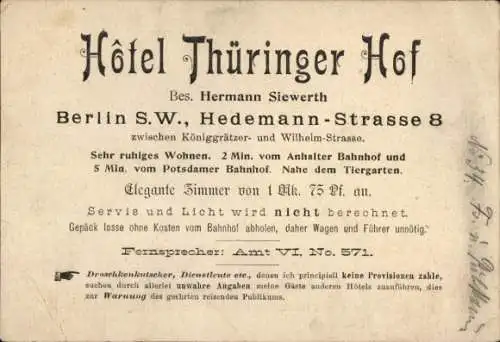 Hôtel Thüringer Hof
Bes. Hermann Siewerth
Berlin S.W., Hedemann-Strasse 8
zwischen Königgrätzer- und Wilhelm-Strasse.
Sehr ruhiges Wohnen. 2 Min. vom Anhalter Bahnhof und
5 Min. vom Potsdamer Bahnhof. Nahe dem Tiergarten.
Elegante Zimmer von 1 Mk. 75 Pf. an.
Servis und Licht wird nicht berechnet.
Gepäck lasse ohne Kosten vom Bahnhof abholen, daher Wagen und Führer unnötig.
Fernsprecher: Amt VI, No. 571.
Droschkenkutscher, Dienstleute etc., denen ich principiell keine Provisionen zahle,
suchen durch allerlei unwahre Angaben meine Gäste anderen Hôtels zuzuführen, dies
zur Warnung des geehrten reisenden Publikums.